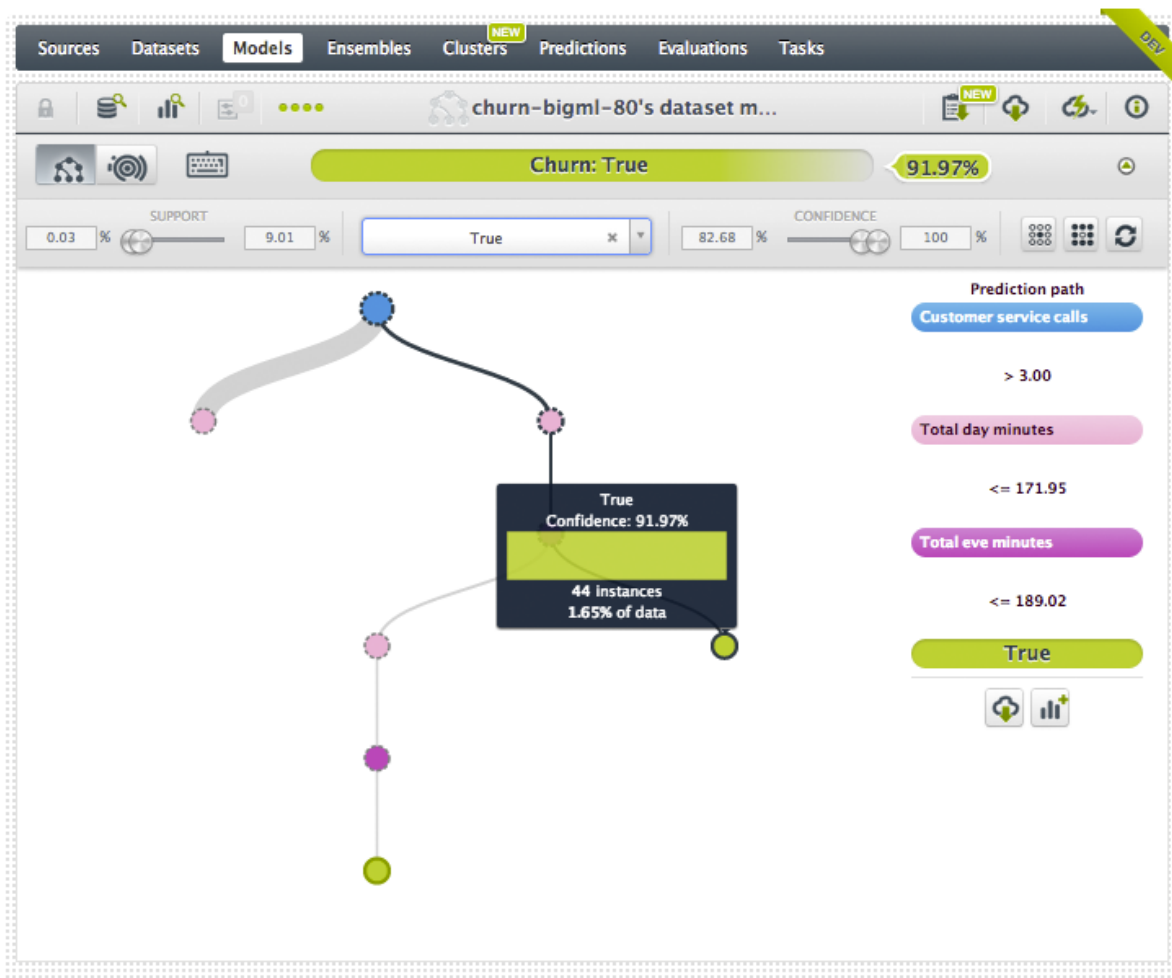 Sources Datasets Models Ensembles Clusters NEW Predictions Evaluations Tasks DEV
0 churn-bigml-80's dataset m... NEW
Churn: True 91.97%
SUPPORT CONFIDENCE
0.03 % 9.01 % True 82.68 % 100 %
Prediction path
Customer service calls
> 3.00
Total day minutes
<= 171.95
True
Confidence: 91.97%
44 instances
1.65% of data
Total eve minutes
<= 189.02
True